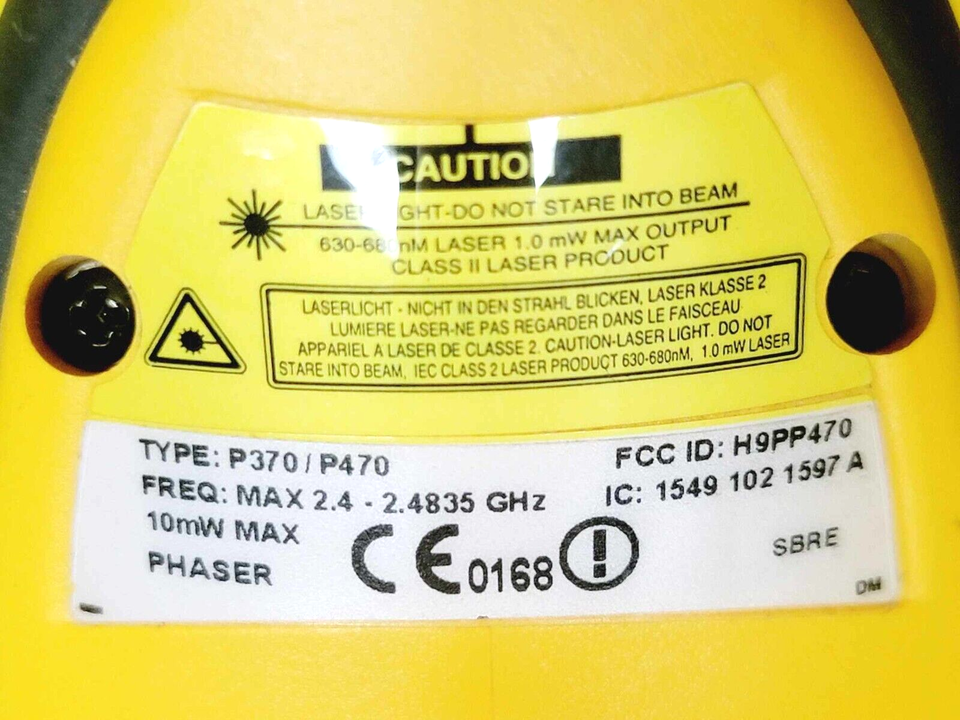 CAUTION
LASER LIGHT-DO NOT STARE INTO BEAM
630-680nM LASER 1.0 mW MAX OUTPUT
CLASS II LASER PRODUCT
LASERLICHT - NICHT IN DEN STRAHL BLICKEN, LASER KLASSE 2
LUMIERE LASER-NE PAS REGARDER DANS LE FAISCEAU
APPARIEL A LASER DE CLASSE 2. CAUTION-LASER LIGHT. DO NOT
STARE INTO BEAM, IEC CLASS 2 LASER PRODUCT 630-680nM, 1.0 mW LASER
TYPE: P370 / P470
FREQ: MAX 2.4 - 2.4835 GHz
10mW MAX
PHASER
CE 0168
FCC ID: H9PP470
IC: 1549 102 1597 A
SBRE
DM